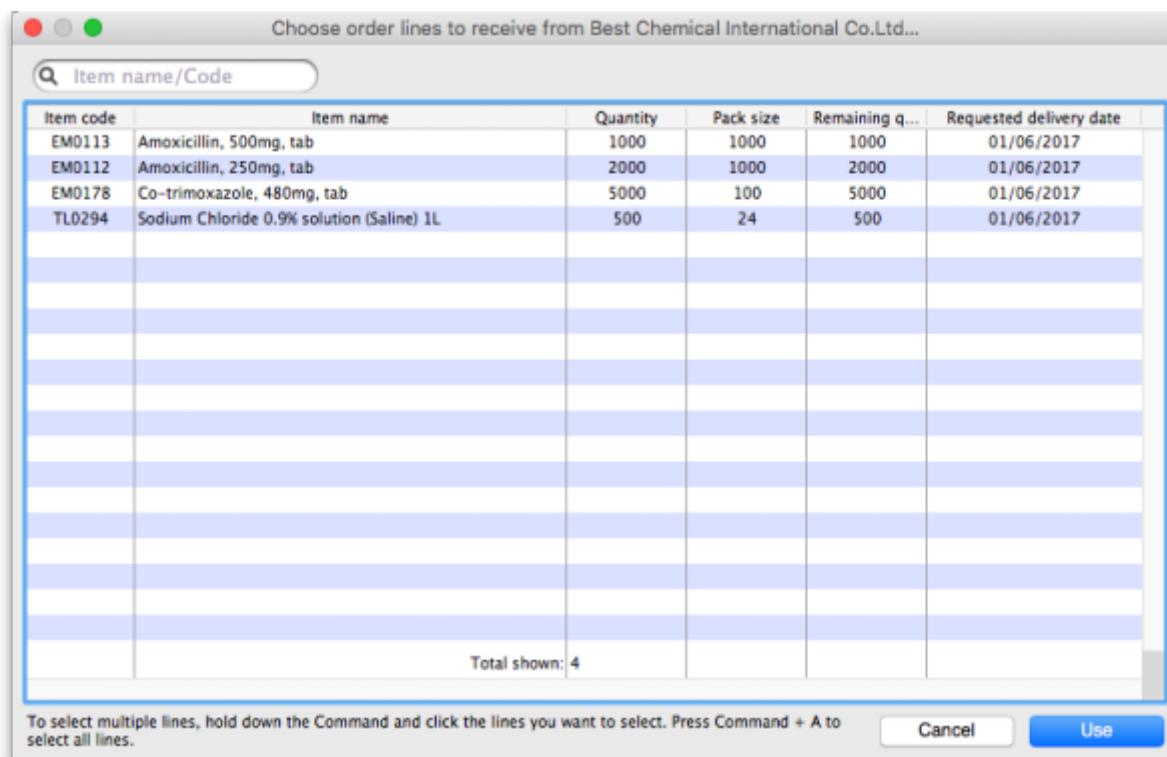 Choose order lines to receive from Best Chemical International Co.Ltd...
Item name/Code
Item code Item name Quantity Pack size Remaining q... Requested delivery date
EM0113 Amoxicillin, 500mg, tab 1000 1000 1000 01/06/2017
EM0112 Amoxicillin, 250mg, tab 2000 1000 2000 01/06/2017
EM0178 Co-trimoxazole, 480mg, tab 5000 100 5000 01/06/2017
TL0294 Sodium Chloride 0.9% solution (Saline) 1L 500 24 500 01/06/2017
Total shown: 4
To select multiple lines, hold down the Command and click the lines you want to select. Press Command + A to
select all lines.
Cancel Use